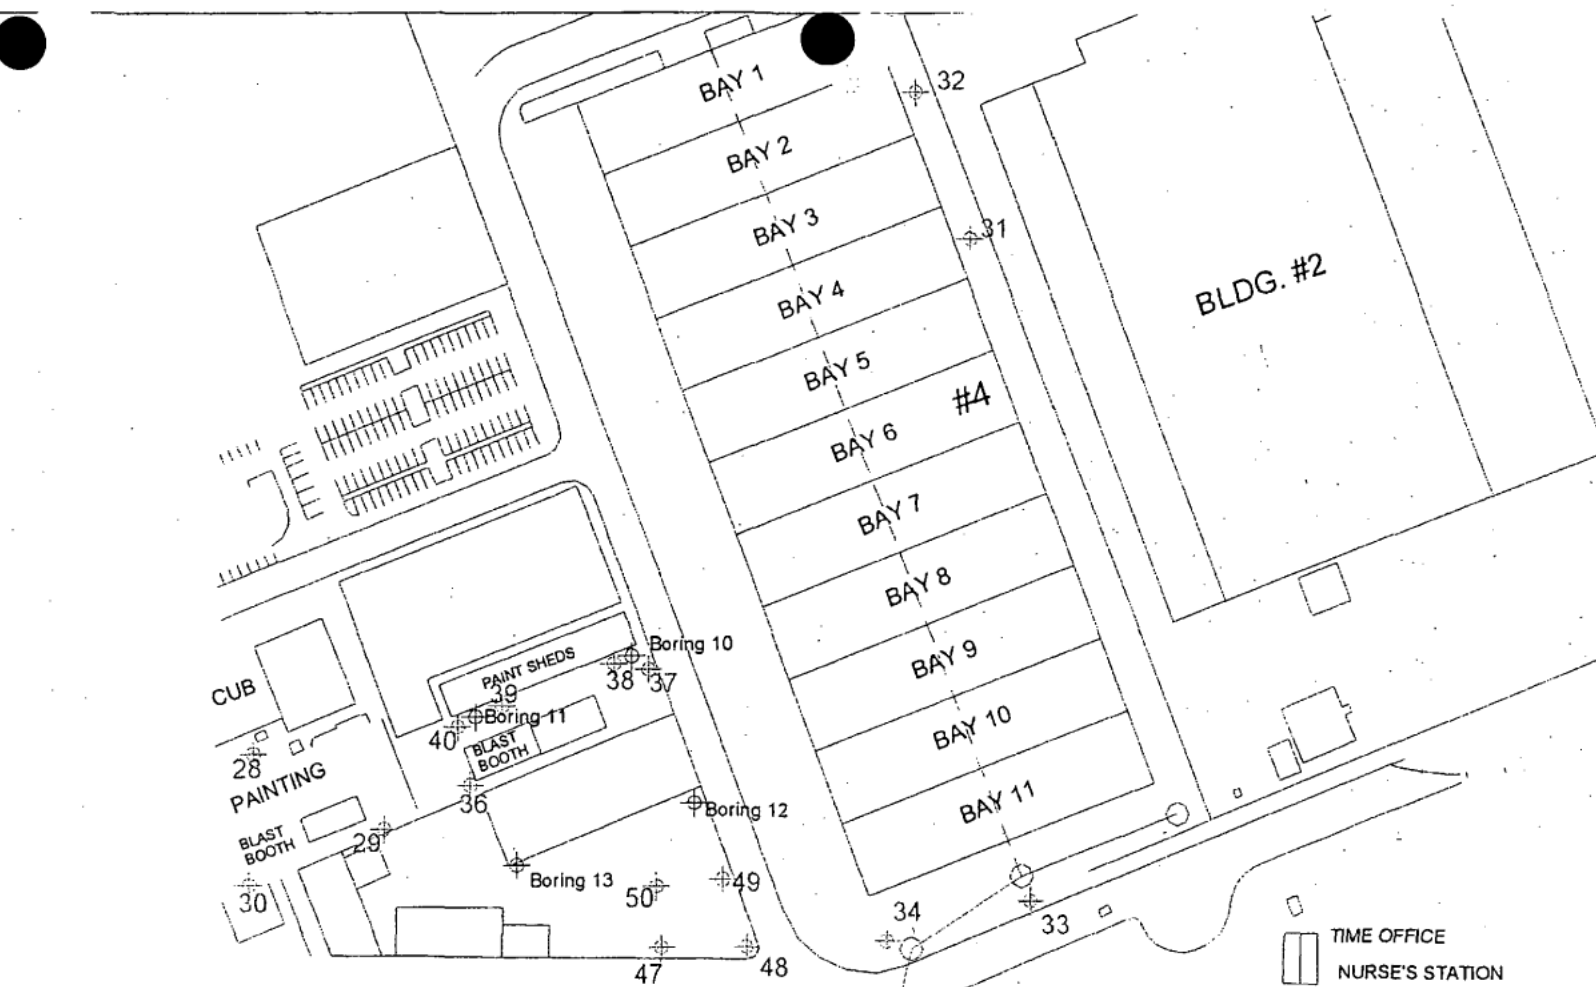 BAY 1
32
BAY 2
BAY 3
31
BAY 4
BLDG. #2
BAY 5
#4
BAY 6
BAY 7
BAY 8
Boring 10
PAINT SHEDS
38
37
BAY 9
CUB
39
Boring 11
40
BLAST
BOOTH
BAY 10
28
PAINTING
36
Boring 12
BAY 11
BLAST
BOOTH
29
Boring 13
50
49
30
34
33
TIME OFFICE
47
48
NURSE'S STATION